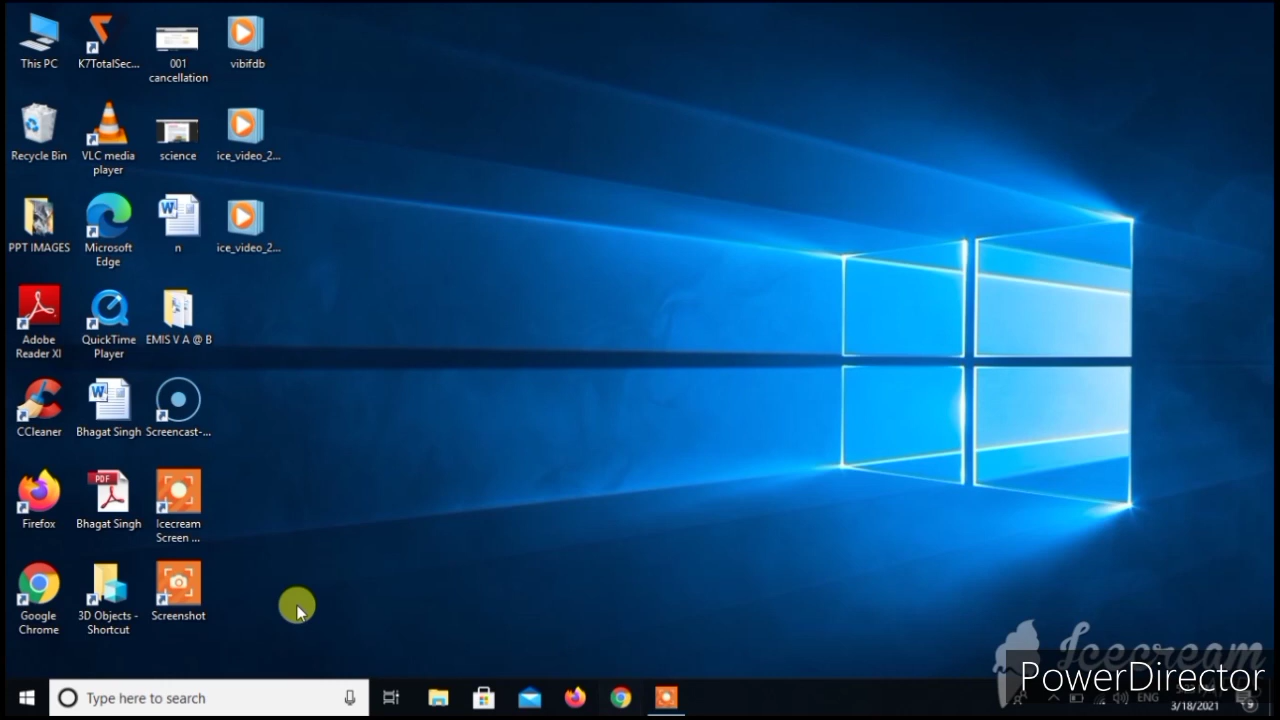 This PC
K7TotalSec...
001
cancellation
vibifdb
Recycle Bin
VLC media
player
science
ice_video_2...
PPT IMAGES
Microsoft
Edge
n
ice_video_2...
Adobe
Reader XI
QuickTime
Player
EMIS V A @ B
CCleaner
Bhagat Singh
Screencast-...
Firefox
PDF
Bhagat Singh
Icecream
Screen ...
Google
Chrome
3D Objects -
Shortcut
Screenshot
Icecream
PowerDirector
Type here to search
ENG
3/18/2021